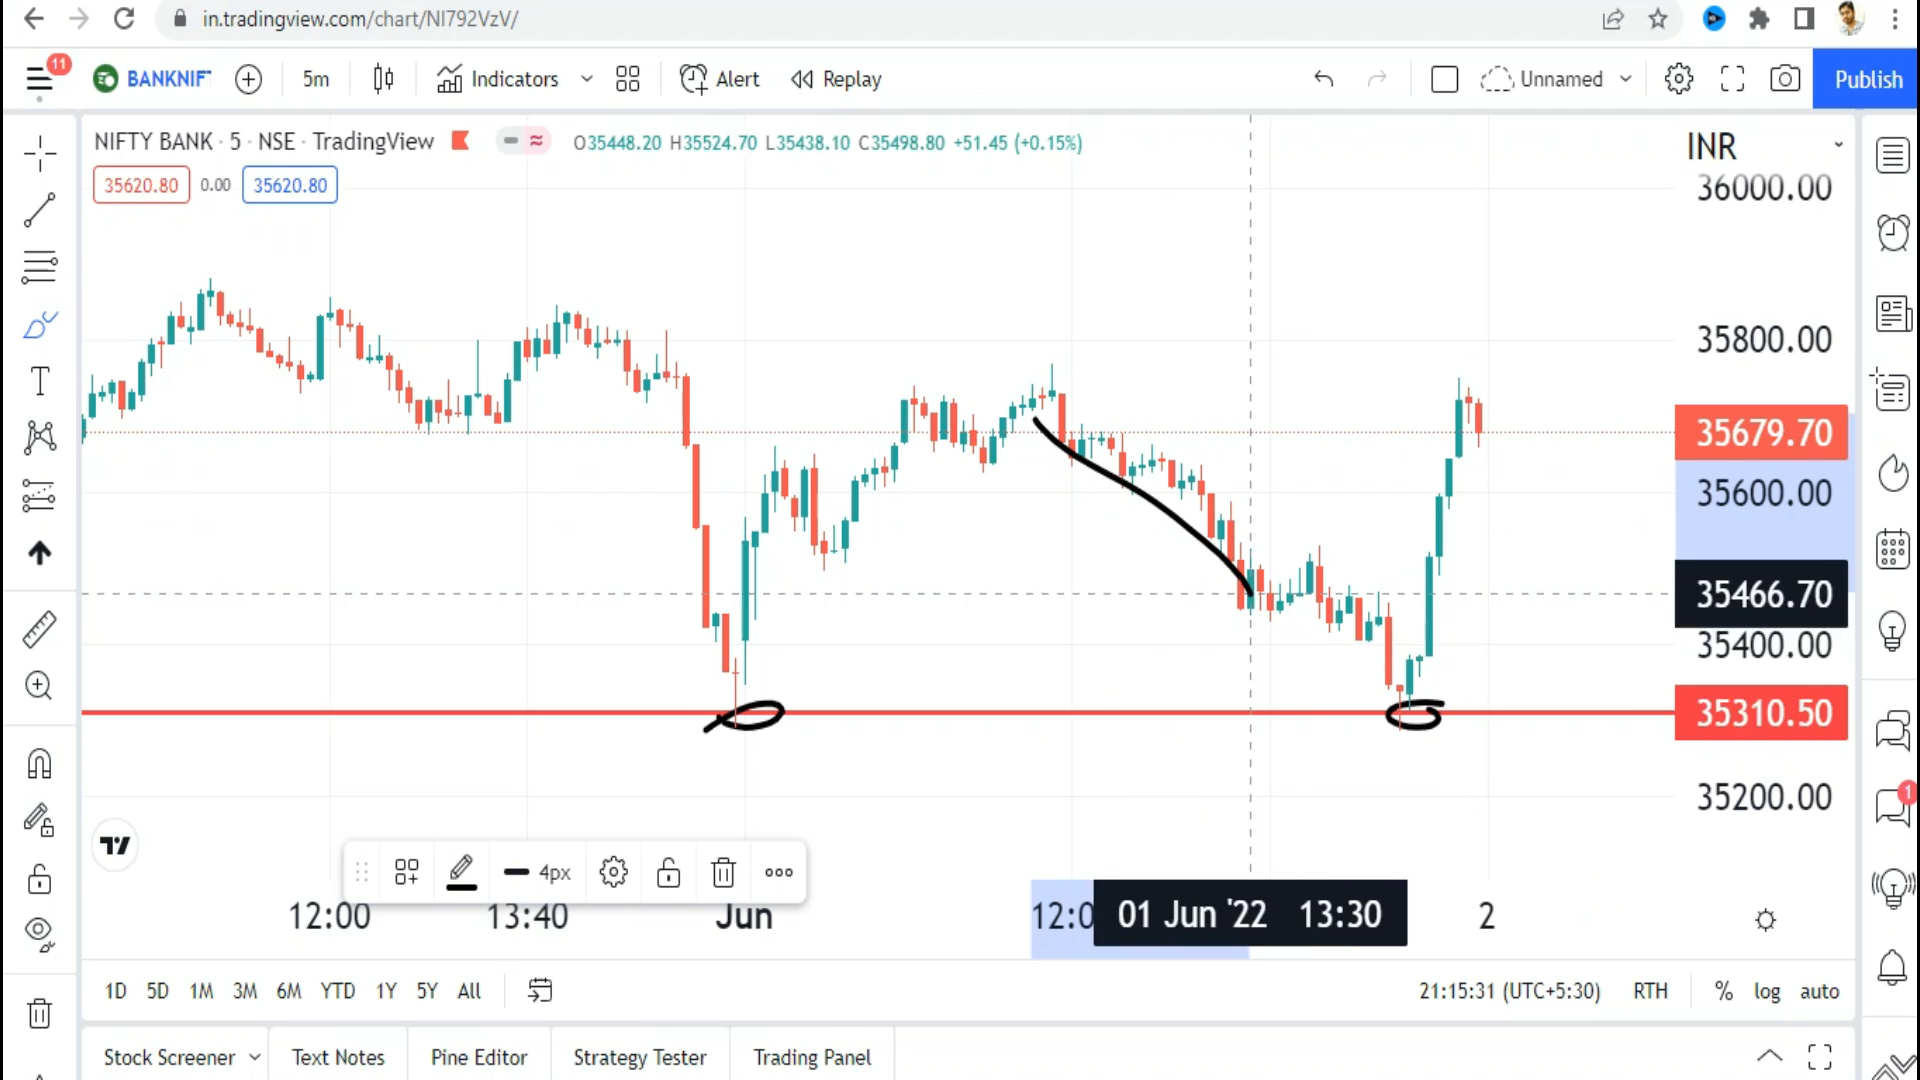 in.tradingview.com/chart/NI792VzV/
11
BANKNIF
5m
Indicators
Alert
Replay
Unnamed
Publish
NIFTY BANK · 5 · NSE · TradingView
O35448.20 H35524.70 L35438.10 C35498.80 +51.45 (+0.15%)
35620.80 0.00 35620.80
INR
36000.00
35800.00
35679.70
35600.00
35466.70
35400.00
35310.50
35200.00
1
4px
12:00 13:40 Jun 12:0 01 Jun '22 13:30 2
1D 5D 1M 3M 6M YTD 1Y 5Y All
21:15:31 (UTC+5:30) RTH % log auto
Stock Screener Text Notes Pine Editor Strategy Tester Trading Panel